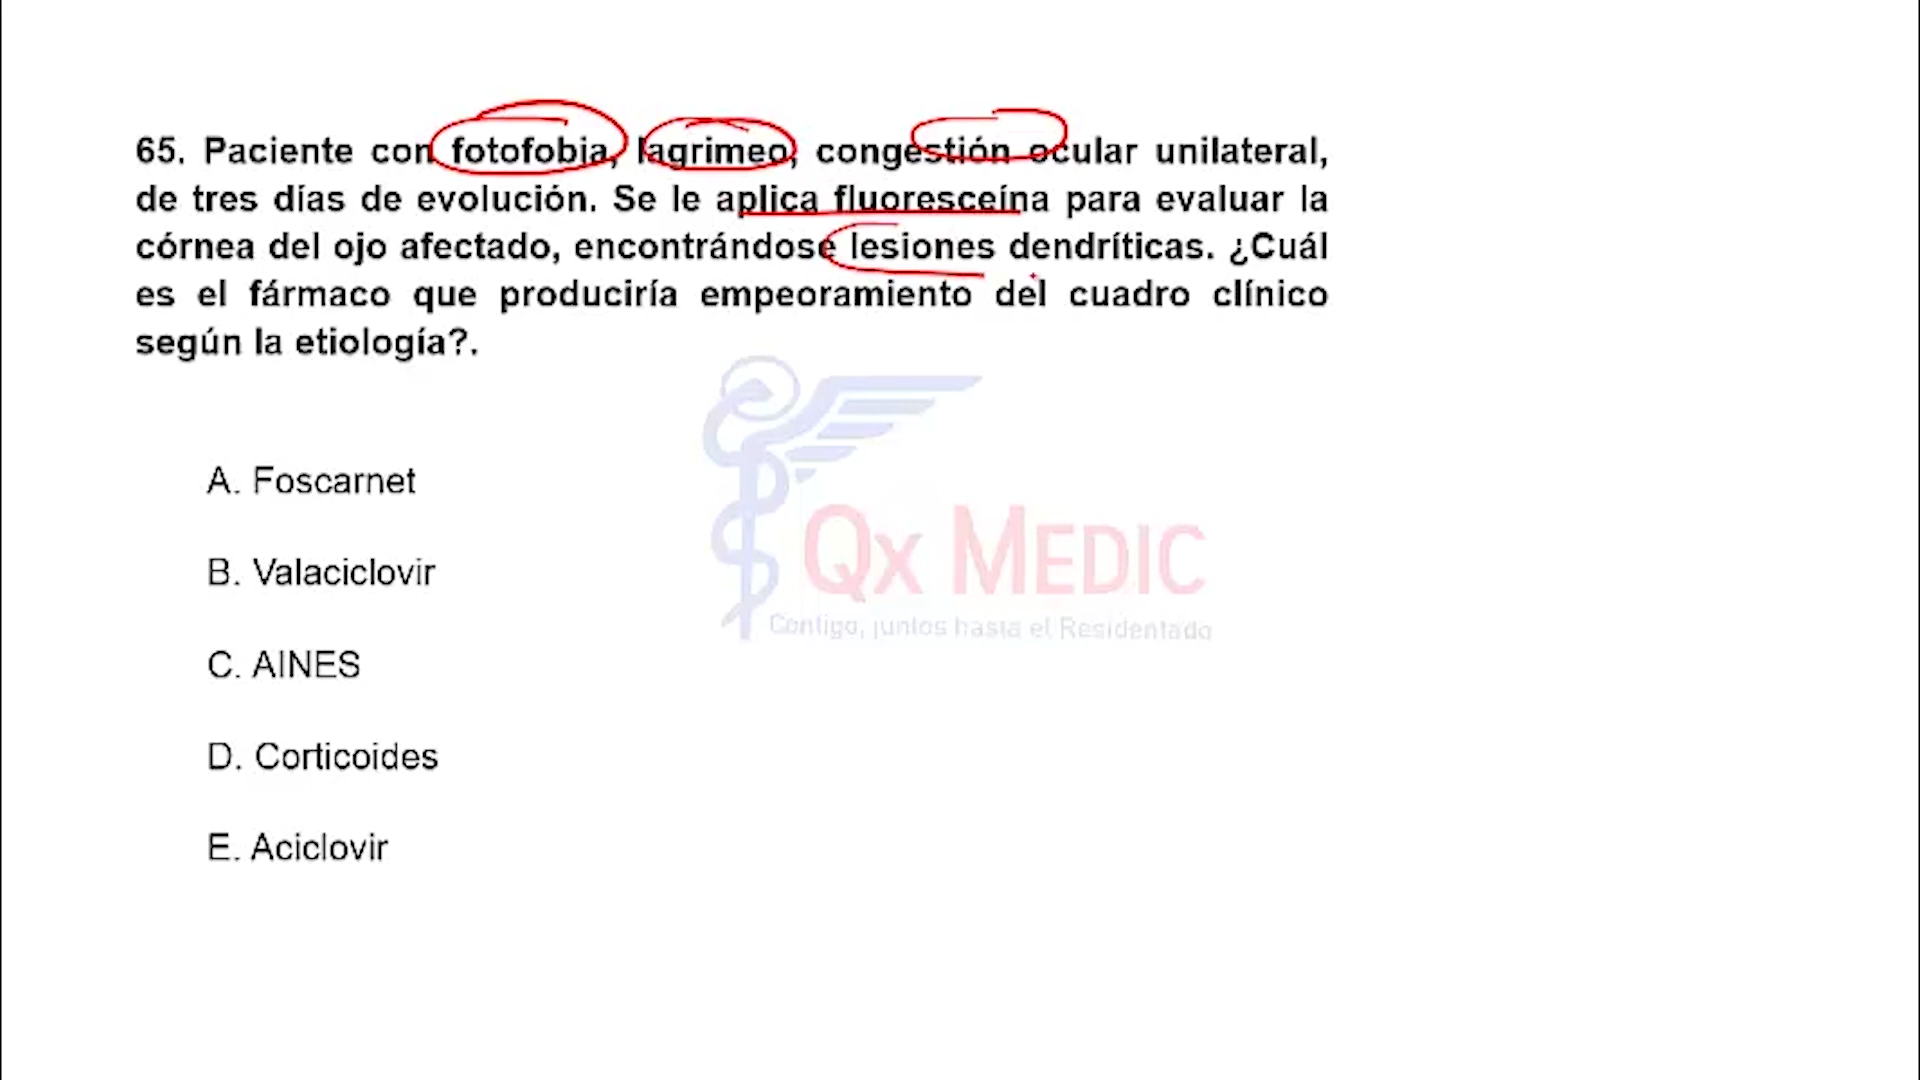 65. Paciente con fotofobia, lagrimeo, congestión ocular unilateral,
de tres días de evolución. Se le aplica fluoresceína para evaluar la
córnea del ojo afectado, encontrándose lesiones dendríticas. ¿Cuál
es el fármaco que produciría empeoramiento del cuadro clínico
según la etiología?.
A. Foscarnet
B. Valaciclovir
C. AINES
D. Corticoides
E. Aciclovir
Qx MEDIC
Contigo, juntos hasta el Residentado